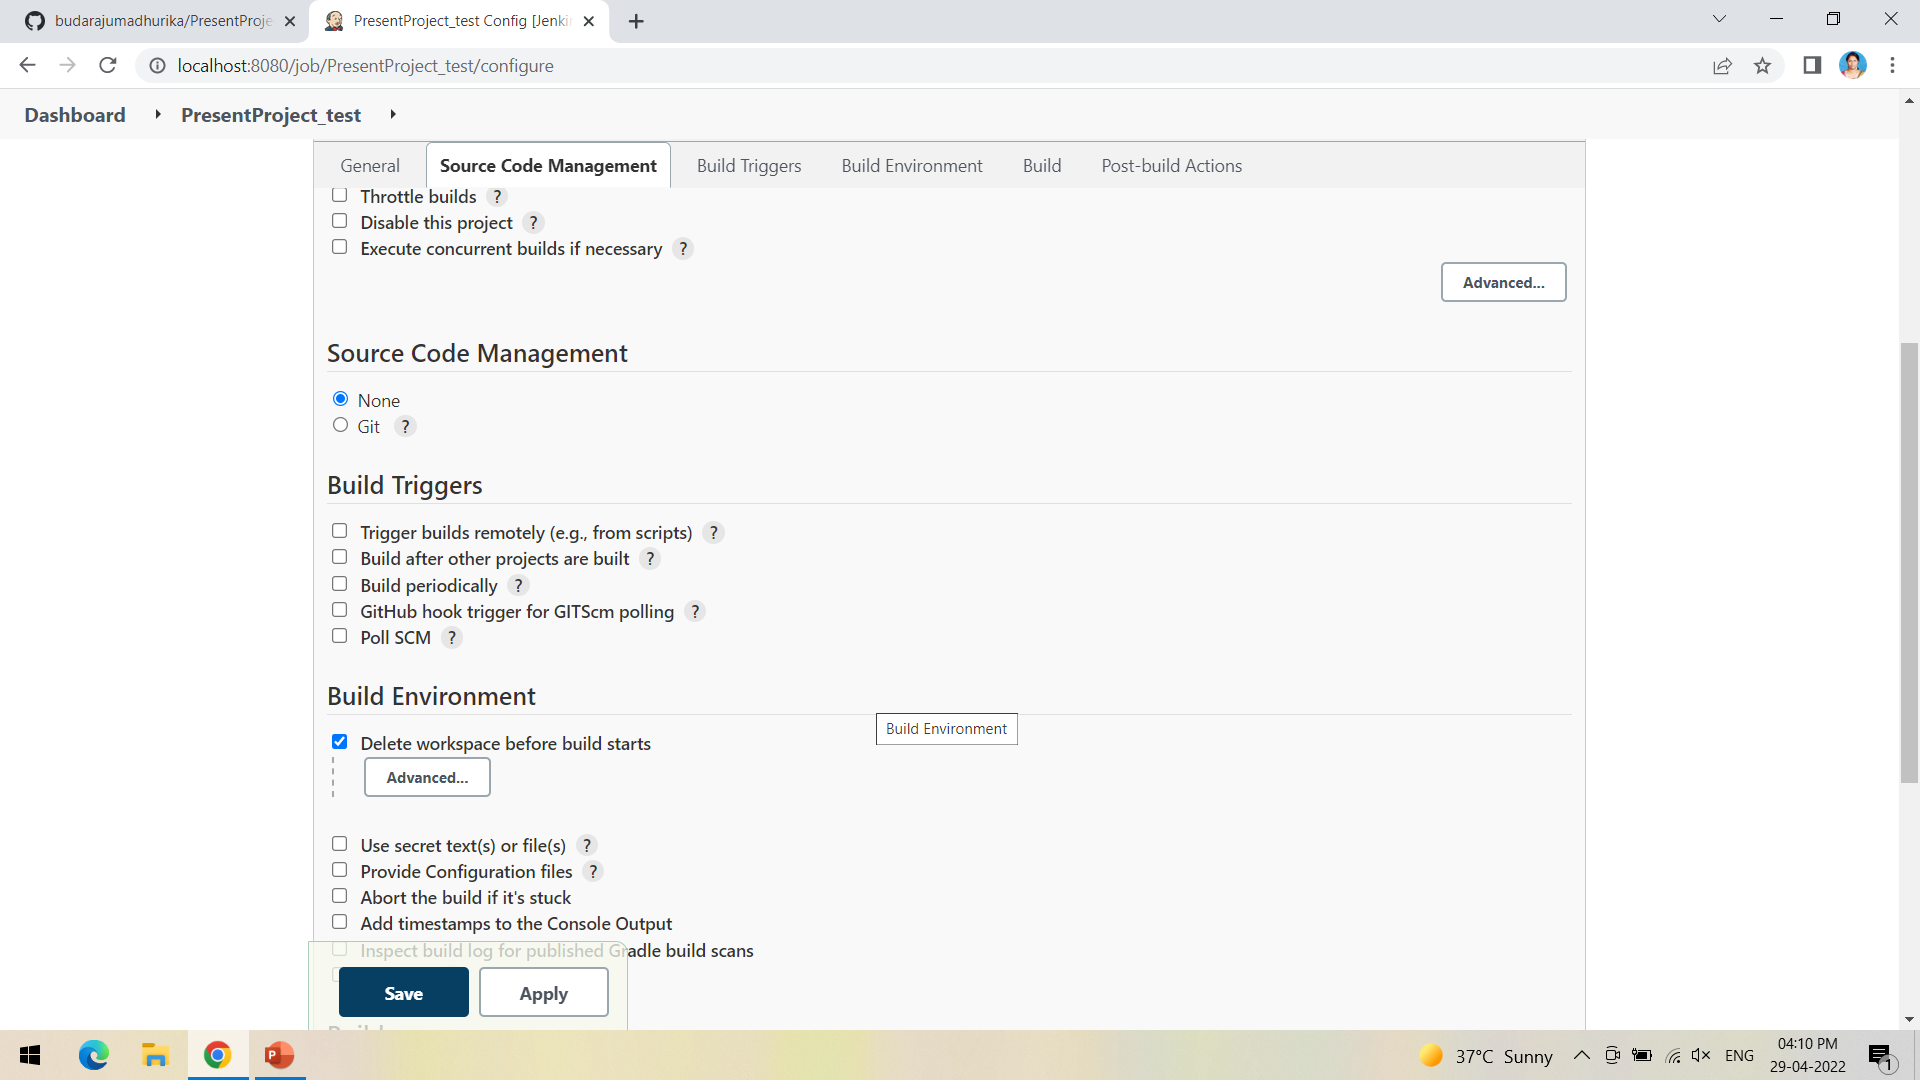 budarajumadhurika/PresentProje
PresentProject_test Config [Jenki
localhost:8080/job/PresentProject_test/configure
Dashboard
PresentProject_test
General
Source Code Management
Build Triggers
Build Environment
Build
Post-build Actions
Throttle builds ?
Disable this project ?
Execute concurrent builds if necessary ?
Advanced...
Source Code Management
None
Git ?
Build Triggers
Trigger builds remotely (e.g., from scripts) ?
Build after other projects are built ?
Build periodically ?
GitHub hook trigger for GITScm polling ?
Poll SCM ?
Build Environment
Build Environment
Delete workspace before build starts
Advanced...
Use secret text(s) or file(s) ?
Provide Configuration files ?
Abort the build if it's stuck
Add timestamps to the Console Output
Inspect build log for published Gradle build scans
Save
Apply
37°C Sunny
ENG
04:10 PM
29-04-2022
1